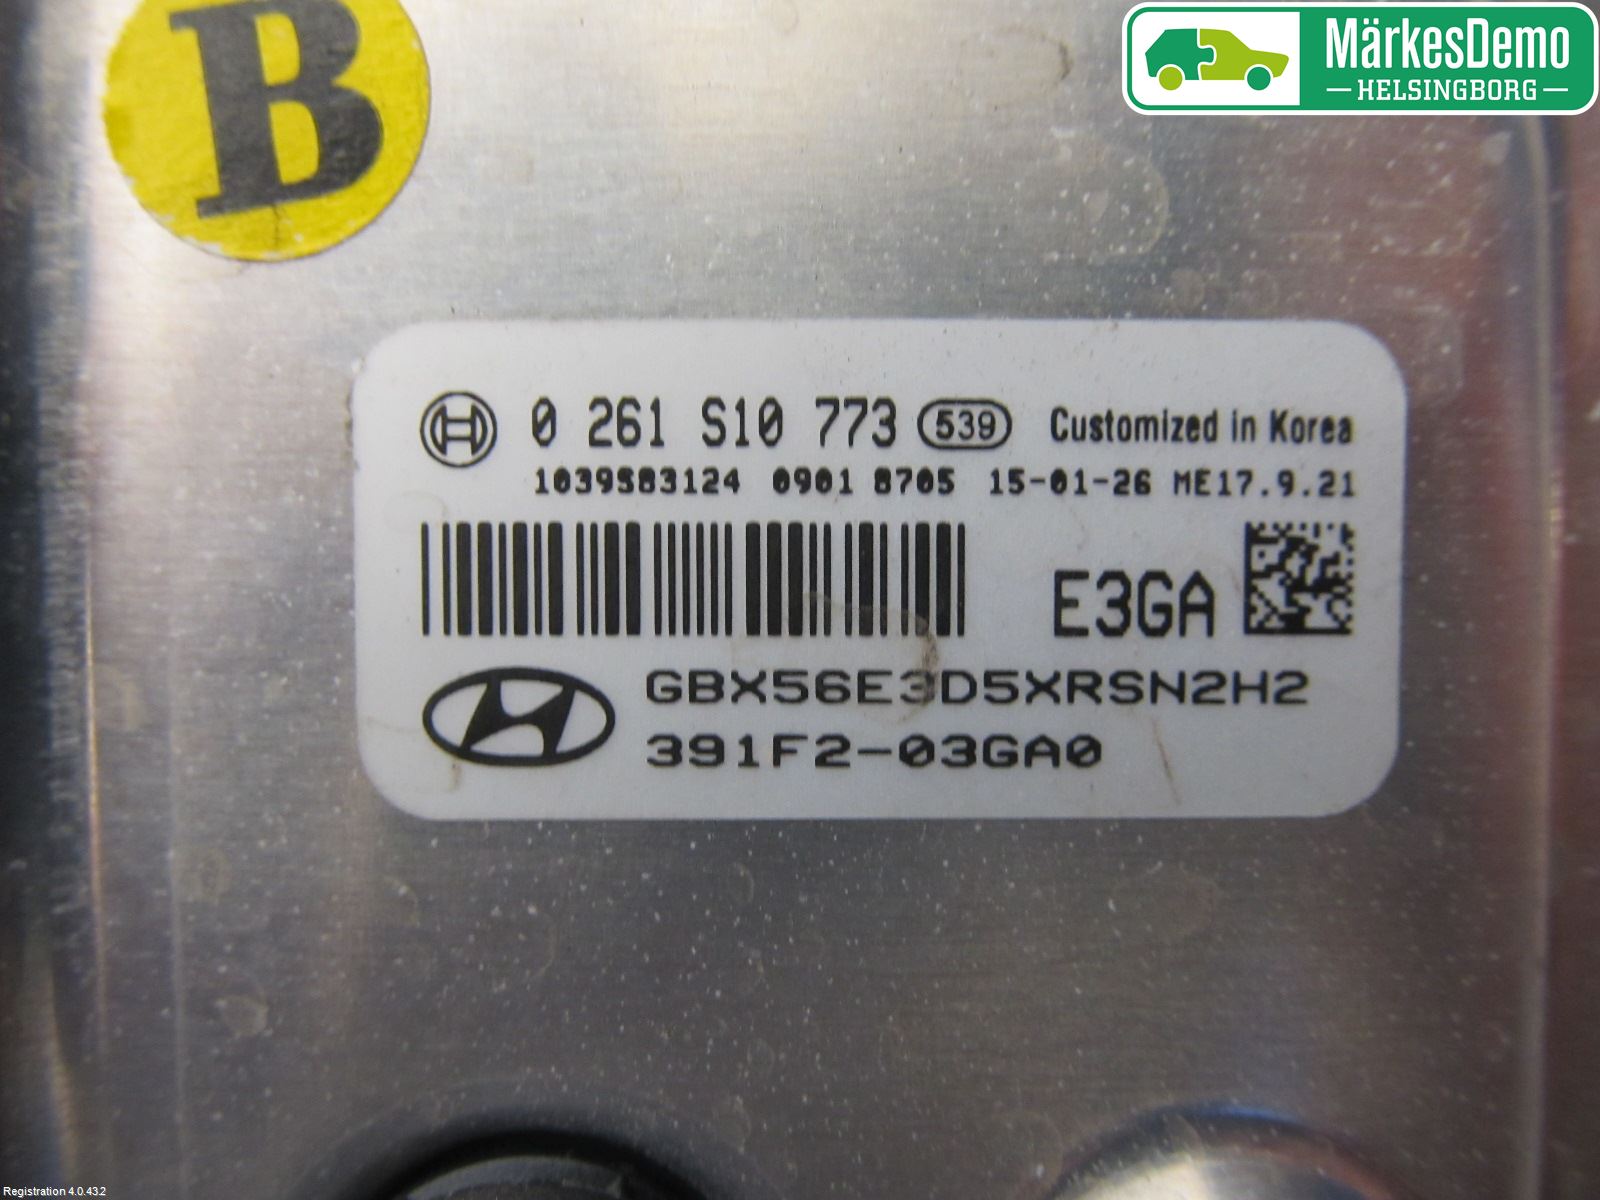 B
MärkesDemo
HELSINGBORG
0 261 S10 773 539 Customized in Korea
1039S83124 0901 8705 15-01-26 ME17.9.21
E3GA
GBX56E3D5XRSN2H2
391F2-03GA0
Registration 4.0.43.2